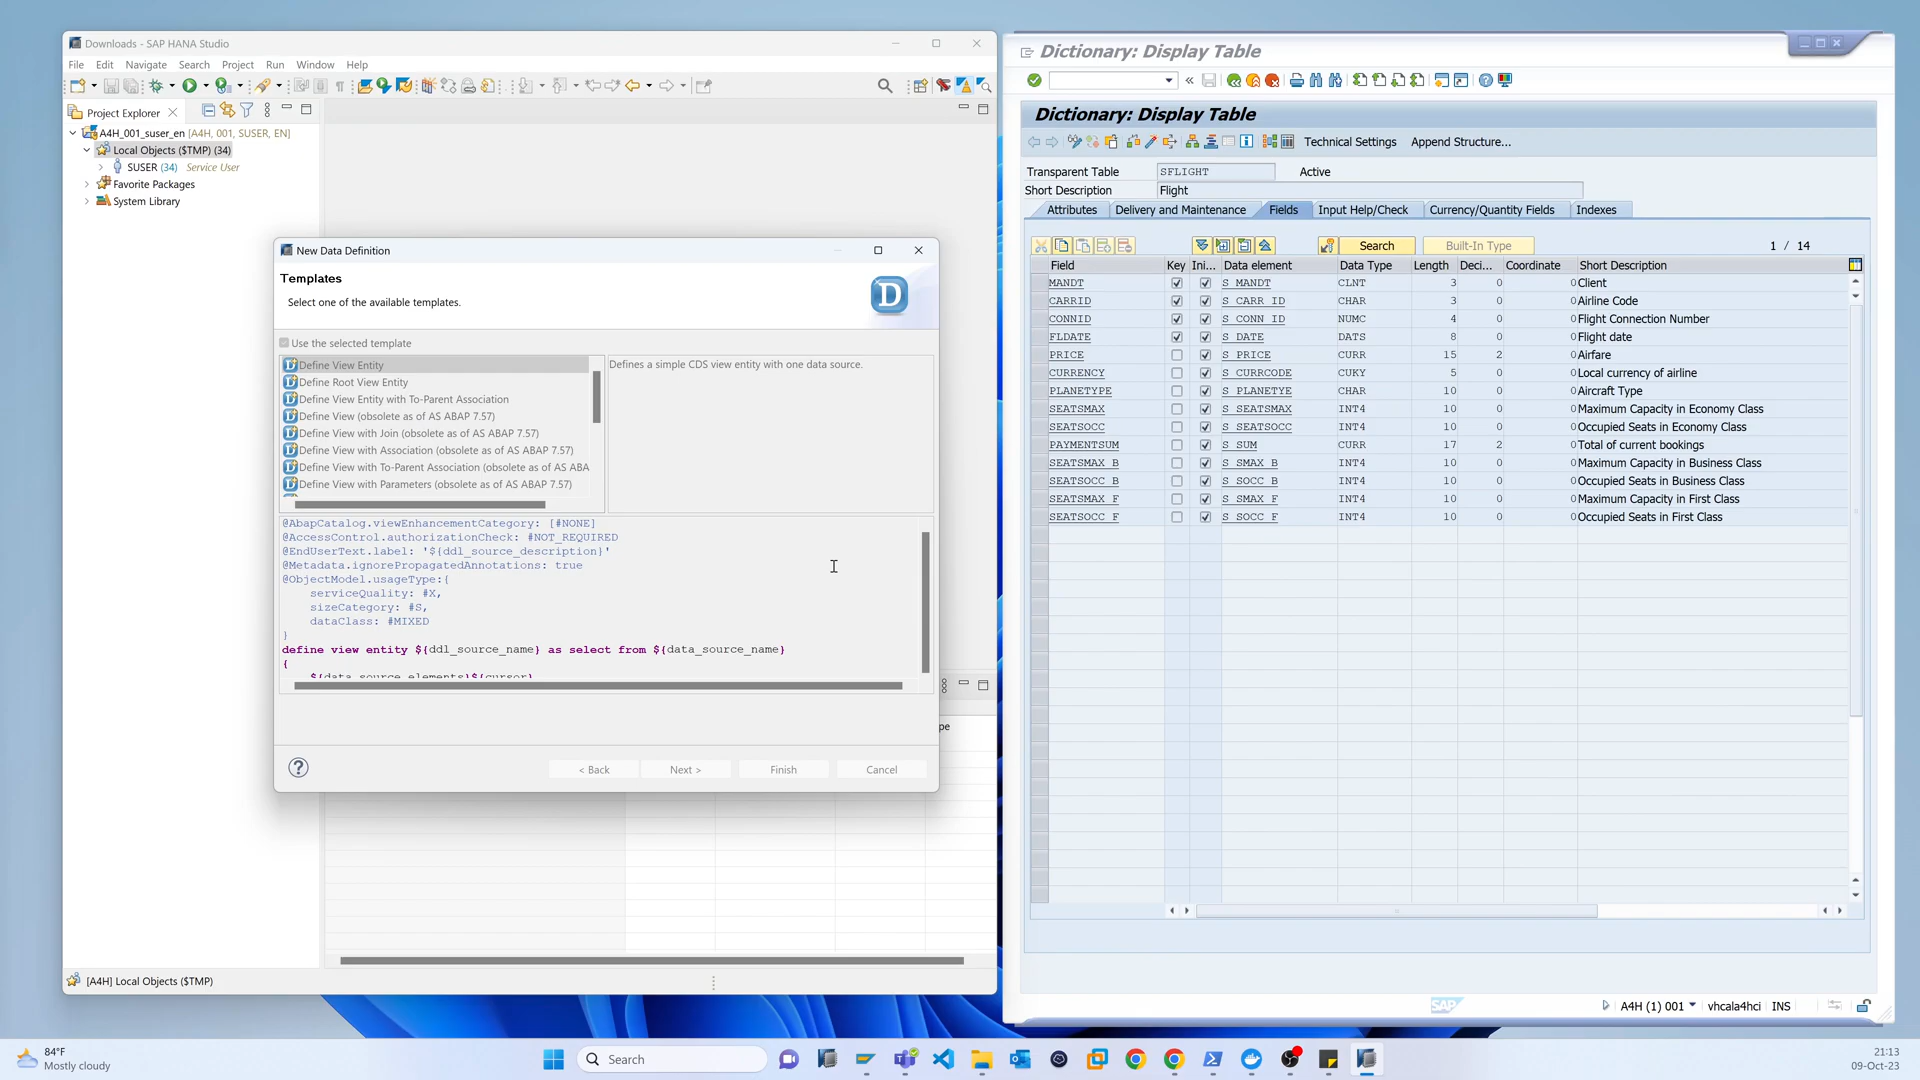 Downloads - SAP HANA Studio
File Edit Navigate Search Project Run Window Help
Project Explorer
A4H_001_suser_en [A4H, 001, SUSER, EN]
Local Objects ($TMP) (34)
SUSER (34) Service User
Favorite Packages
System Library
New Data Definition
Templates
Select one of the available templates.
D
Use the selected template
Define View Entity
Define Root View Entity
Define View Entity with To-Parent Association
Define View (obsolete as of AS ABAP 7.57)
Define View with Join (obsolete as of AS ABAP 7.57)
Define View with Association (obsolete as of AS ABAP 7.57)
Define View with To-Parent Association (obsolete as of AS ABA
Define View with Parameters (obsolete as of AS ABAP 7.57)
Defines a simple CDS view entity with one data source.
@AbapCatalog.viewEnhancementCategory: [#NONE]
@AccessControl.authorizationCheck: #NOT_REQUIRED
@EndUserText.label: '${ddl_source_description}'
@Metadata.ignorePropagatedAnnotations: true
@ObjectModel.usageType:{
serviceQuality: #X,
sizeCategory: #S,
dataClass: #MIXED
}
define view entity ${ddl_source_name} as select from ${data_source_name}
{
${data_source_elements}${cursor}
pe
?
< Back Next > Finish Cancel
[A4H] Local Objects ($TMP)
Dictionary: Display Table
Dictionary: Display Table
Technical Settings Append Structure...
Transparent Table SFLIGHT Active
Short Description Flight
Attributes Delivery and Maintenance Fields Input Help/Check Currency/Quantity Fields Indexes
Search Built-In Type 1 / 14
Field Key Ini... Data element Data Type Length Deci... Coordinate Short Description
MANDT S_MANDT CLNT 3 0 0 Client
CARRID S_CARR_ID CHAR 3 0 0 Airline Code
CONNID S_CONN_ID NUMC 4 0 0 Flight Connection Number
FLDATE S_DATE DATS 8 0 0 Flight date
PRICE S_PRICE CURR 15 2 0 Airfare
CURRENCY S_CURRCODE CUKY 5 0 0 Local currency of airline
PLANETYPE S_PLANETYE CHAR 10 0 0 Aircraft Type
SEATSMAX S_SEATSMAX INT4 10 0 0 Maximum Capacity in Economy Class
SEATSOCC S_SEATSOCC INT4 10 0 0 Occupied Seats in Economy Class
PAYMENTSUM S_SUM CURR 17 2 0 Total of current bookings
SEATSMAX_B S_SMAX_B INT4 10 0 0 Maximum Capacity in Business Class
SEATSOCC_B S_SOCC_B INT4 10 0 0 Occupied Seats in Business Class
SEATSMAX_F S_SMAX_F INT4 10 0 0 Maximum Capacity in First Class
SEATSOCC_F S_SOCC_F INT4 10 0 0 Occupied Seats in First Class
SAP A4H (1) 001 vhcala4hci INS
84°F
Mostly cloudy
Search
21:13
09-Oct-23